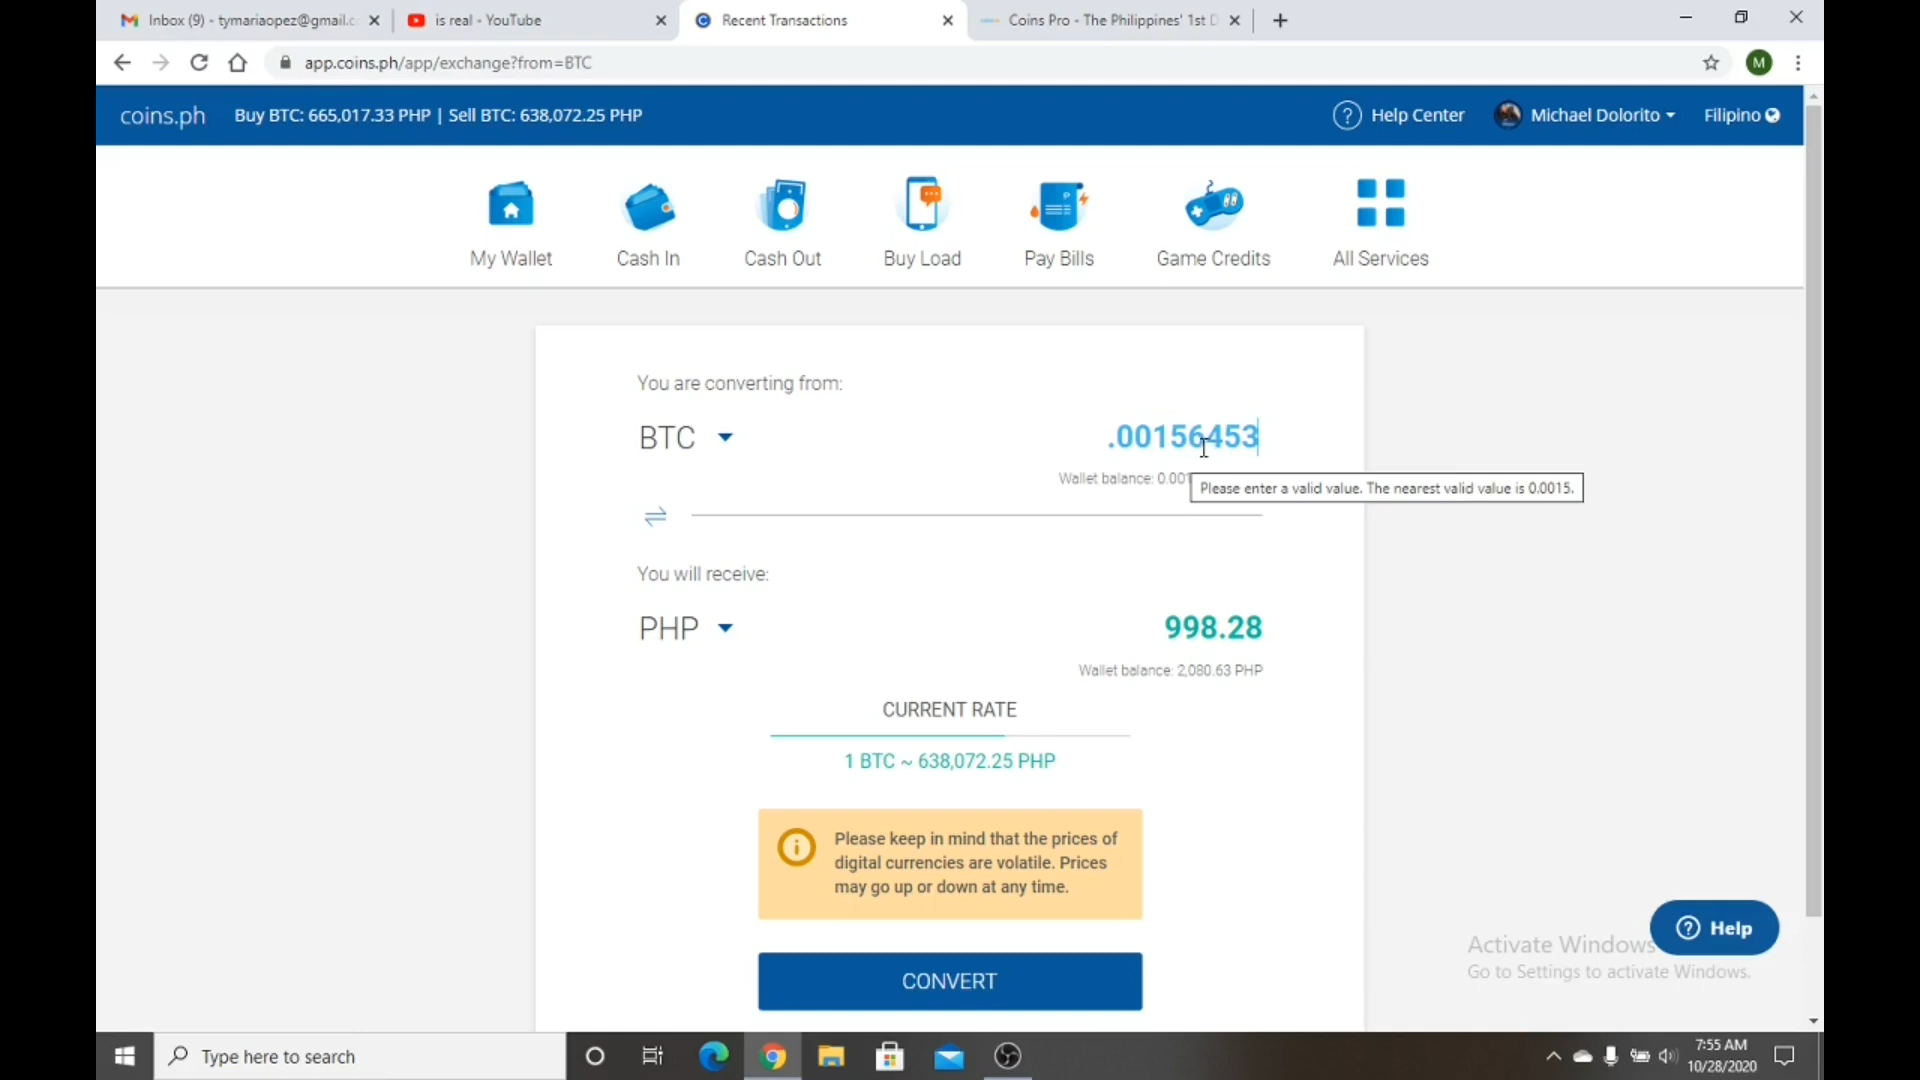 Inbox (9) - tymariaopez@gmail.c
is real - YouTube
Recent Transactions
Coins Pro - The Philippines' 1st D
app.coins.ph/app/exchange?from=BTC
M
coins.ph
Buy BTC: 665,017.33 PHP | Sell BTC: 638,072.25 PHP
? Help Center
Michael Dolorito
Filipino
My Wallet
Cash In
Cash Out
Buy Load
Pay Bills
Game Credits
All Services
You are converting from:
BTC
.00156453
Wallet balance: 0.001
Please enter a valid value. The nearest valid value is 0.0015.
You will receive:
PHP
998.28
Wallet balance: 2,080.63 PHP
CURRENT RATE
1 BTC ~ 638,072.25 PHP
Please keep in mind that the prices of
digital currencies are volatile. Prices
may go up or down at any time.
CONVERT
? Help
Activate Windows
Go to Settings to activate Windows.
Type here to search
7:55 AM
10/28/2020